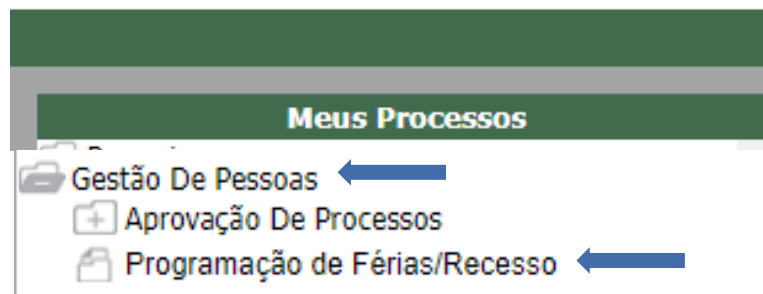 Meus Processos
Gestão De Pessoas
Aprovação De Processos
Programação de Férias/Recesso